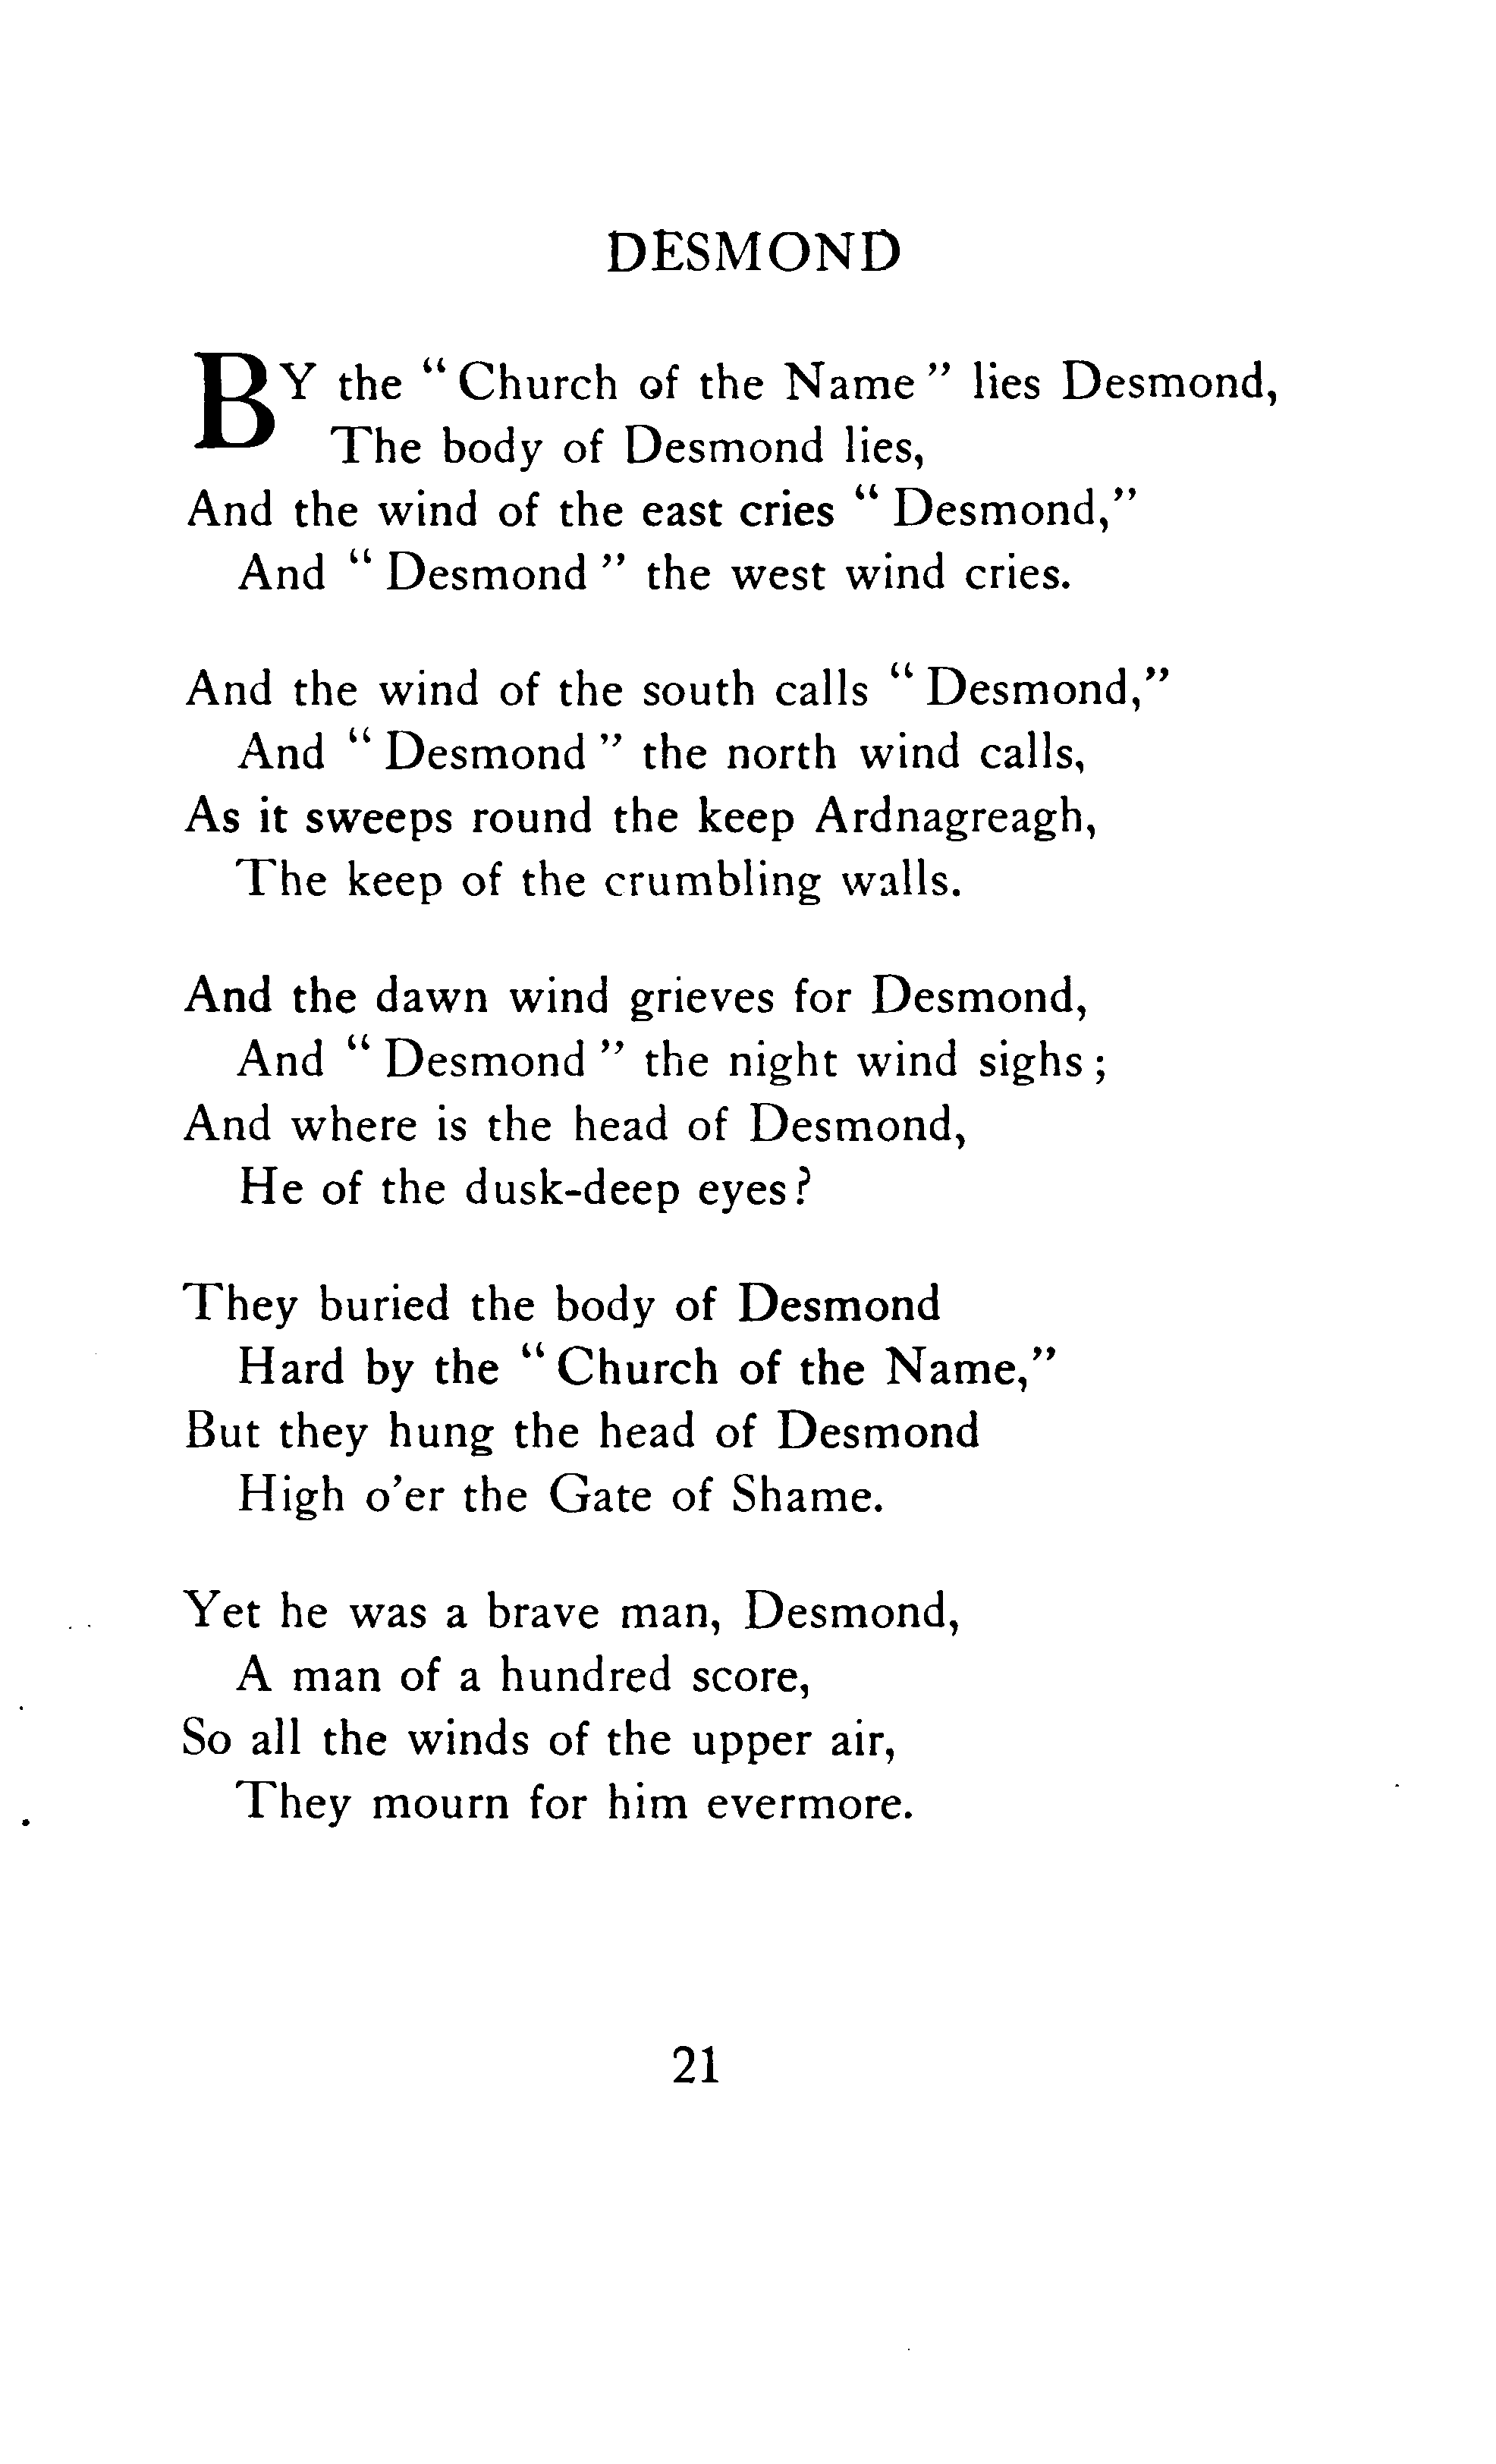 DESMOND
BY the “ Church of the Name ” lies Desmond,
The body of Desmond lies,
And the wind of the east cries “ Desmond,”
And “ Desmond ” the west wind cries.
And the wind of the south calls “ Desmond,”
And “ Desmond ” the north wind calls,
As it sweeps round the keep Ardnagreagh,
The keep of the crumbling walls.
And the dawn wind grieves for Desmond,
And “ Desmond ” the night wind sighs ;
And where is the head of Desmond,
He of the dusk-deep eyes ?
They buried the body of Desmond
Hard by the “ Church of the Name,”
But they hung the head of Desmond
High o’er the Gate of Shame.
Yet he was a brave man, Desmond,
A man of a hundred score,
So all the winds of the upper air,
They mourn for him evermore.
21